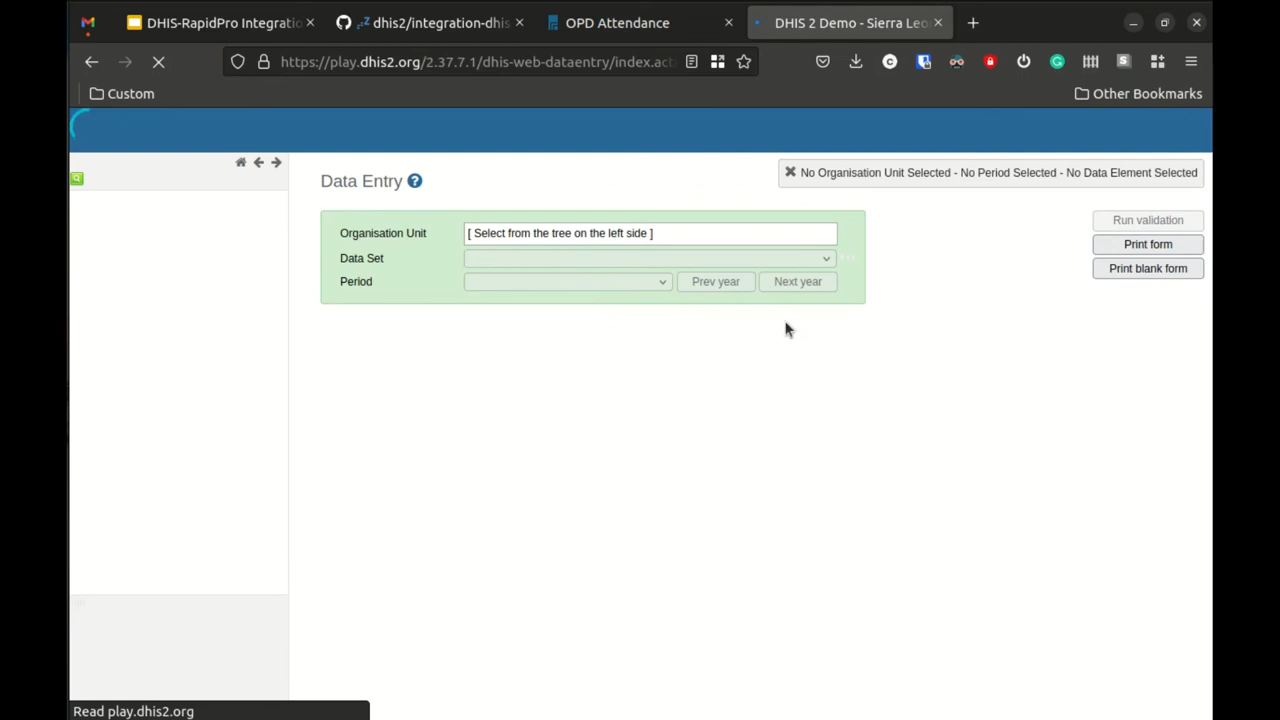 DHIS-RapidPro Integratio
dhis2/integration-dhis
OPD Attendance
DHIS 2 Demo - Sierra Leo
https://play.dhis2.org/2.37.7.1/dhis-web-dataentry/index.act
Custom
Other Bookmarks
No Organisation Unit Selected - No Period Selected - No Data Element Selected
Data Entry
Organisation Unit
[ Select from the tree on the left side ]
Data Set
Period
Prev year
Next year
Run validation
Print form
Print blank form
Read play.dhis2.org